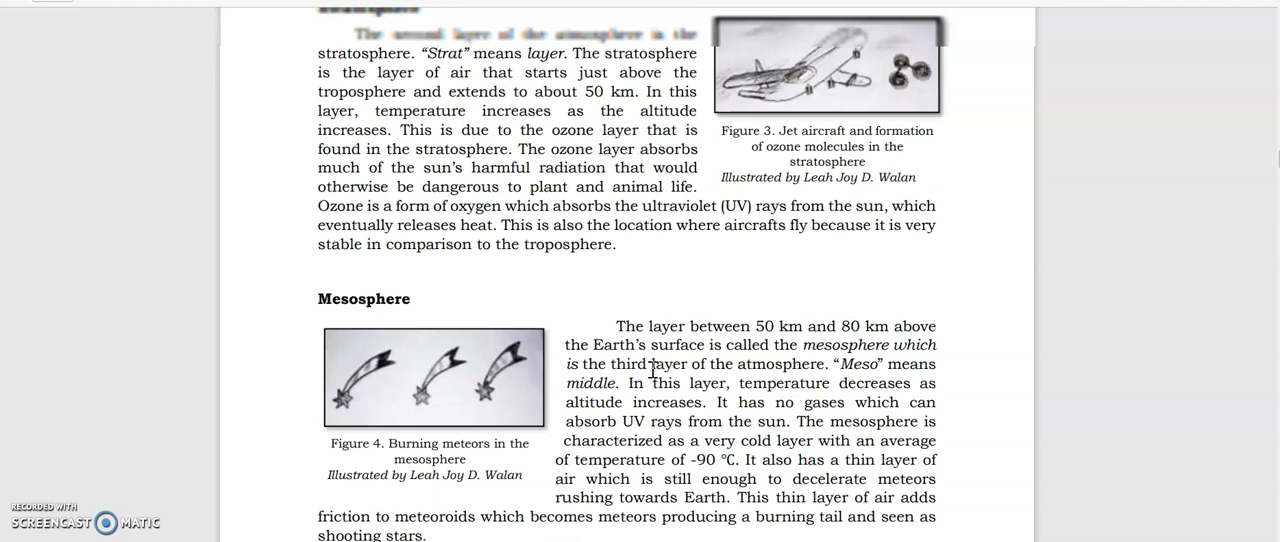 Stratosphere
The second layer of the atmosphere is the
stratosphere. “Strat” means layer. The stratosphere
is the layer of air that starts just above the
troposphere and extends to about 50 km. In this
layer, temperature increases as the altitude
increases. This is due to the ozone layer that is
found in the stratosphere. The ozone layer absorbs
much of the sun’s harmful radiation that would
otherwise be dangerous to plant and animal life.
Ozone is a form of oxygen which absorbs the ultraviolet (UV) rays from the sun, which
eventually releases heat. This is also the location where aircrafts fly because it is very
stable in comparison to the troposphere.
Figure 3. Jet aircraft and formation
of ozone molecules in the
stratosphere
Illustrated by Leah Joy D. Walan
Mesosphere
The layer between 50 km and 80 km above
the Earth’s surface is called the mesosphere which
is the third layer of the atmosphere. “Meso” means
middle. In this layer, temperature decreases as
altitude increases. It has no gases which can
absorb UV rays from the sun. The mesosphere is
characterized as a very cold layer with an average
of temperature of -90 °C. It also has a thin layer of
air which is still enough to decelerate meteors
rushing towards Earth. This thin layer of air adds
friction to meteoroids which becomes meteors producing a burning tail and seen as
shooting stars.
Figure 4. Burning meteors in the
mesosphere
Illustrated by Leah Joy D. Walan
RECORDED WITH
SCREENCAST MATIC